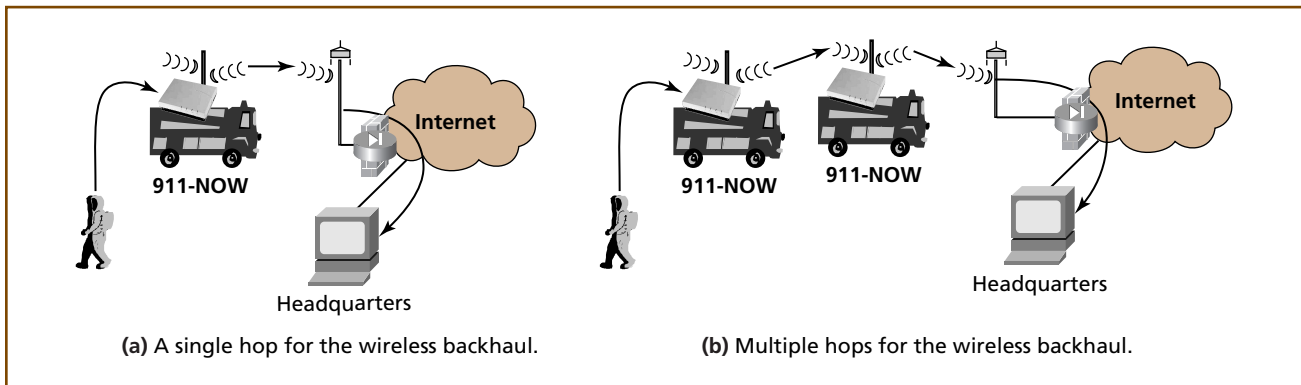 Internet
911-NOW
Headquarters
(a) A single hop for the wireless backhaul.
Internet
911-NOW
911-NOW
Headquarters
(b) Multiple hops for the wireless backhaul.